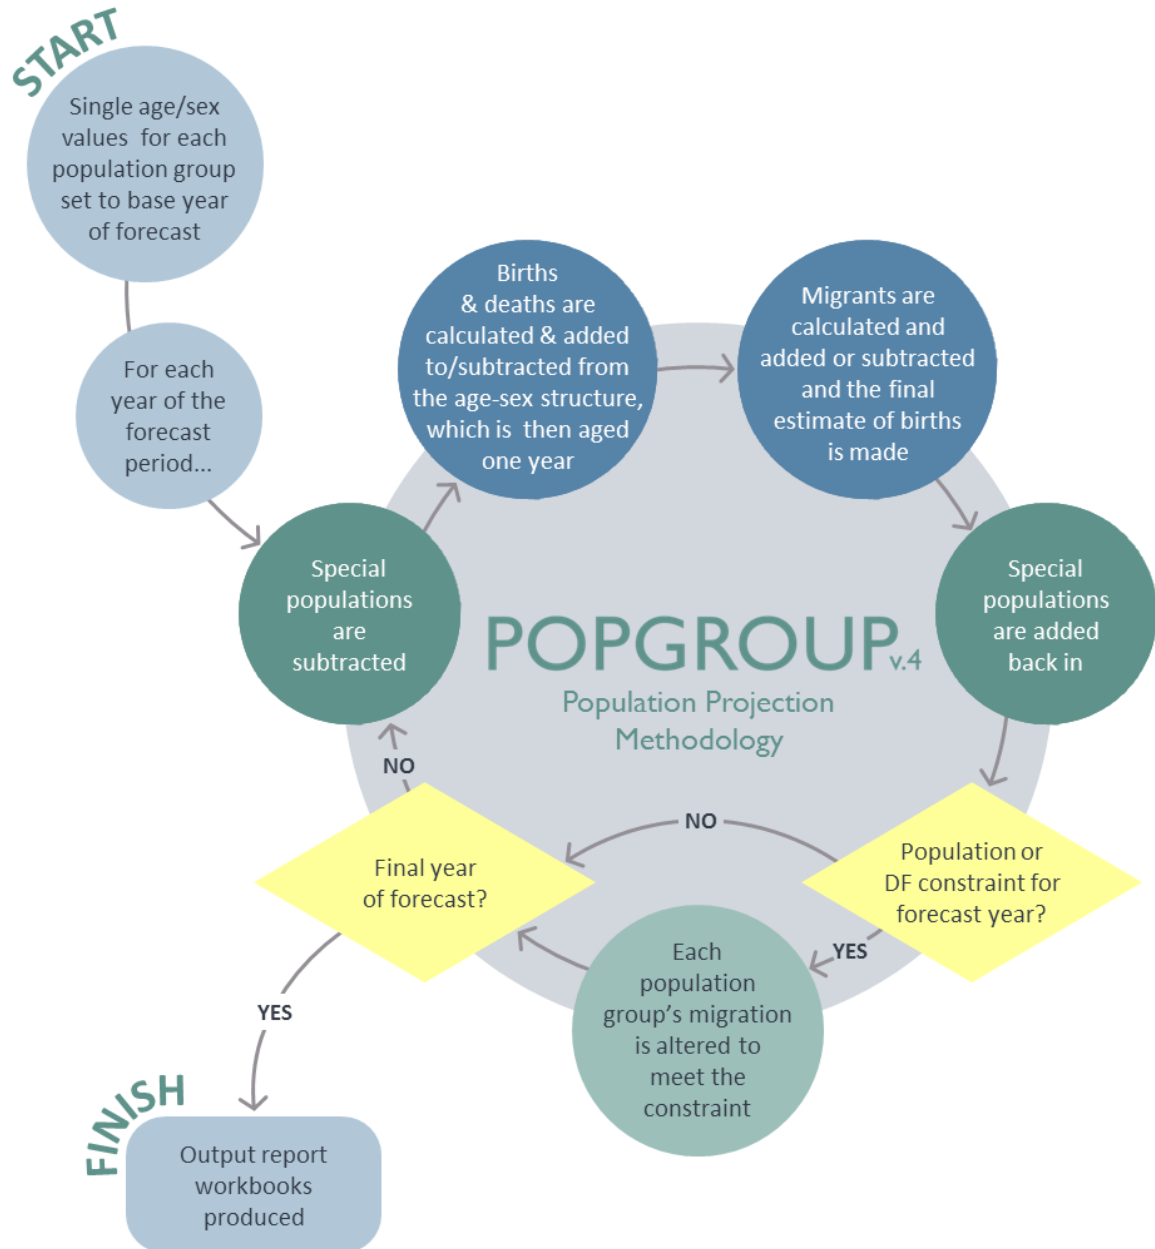 START
Single age/sex
values for each
population group
set to base year
of forecast
For each
year of the
forecast
period...
Births
& deaths are
calculated & added
to/subtracted from
the age-sex structure,
which is then aged
one year
Migrants are
calculated and
added or subtracted
and the final
estimate of births
is made
Special
populations
are
subtracted
Special
populations
are added
back in
POPGROUP v.4
Population Projection
Methodology
NO
NO
Final year
of forecast?
Population or
DF constraint for
forecast year?
YES
Each
population
group's migration
is altered to
meet the
constraint
YES
FINISH
Output report
workbooks
produced